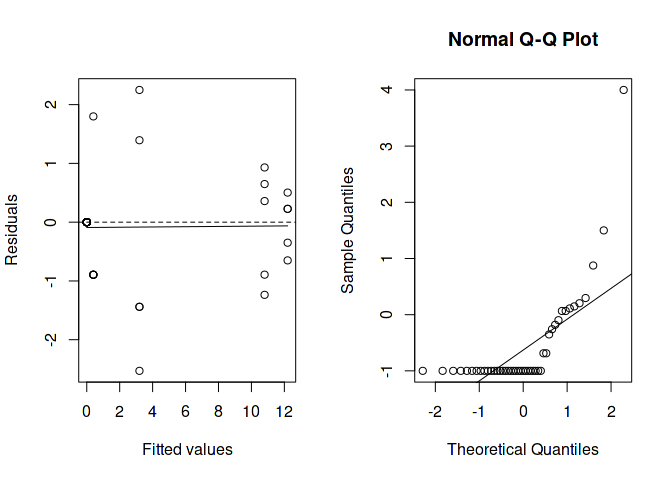 Normal Q-Q Plot
Residuals
2
1
0
-1
-2
0 2 4 6 8 10 12
Fitted values
Sample Quantiles
4
3
2
1
0
-1
-2 -1 0 1 2
Theoretical Quantiles